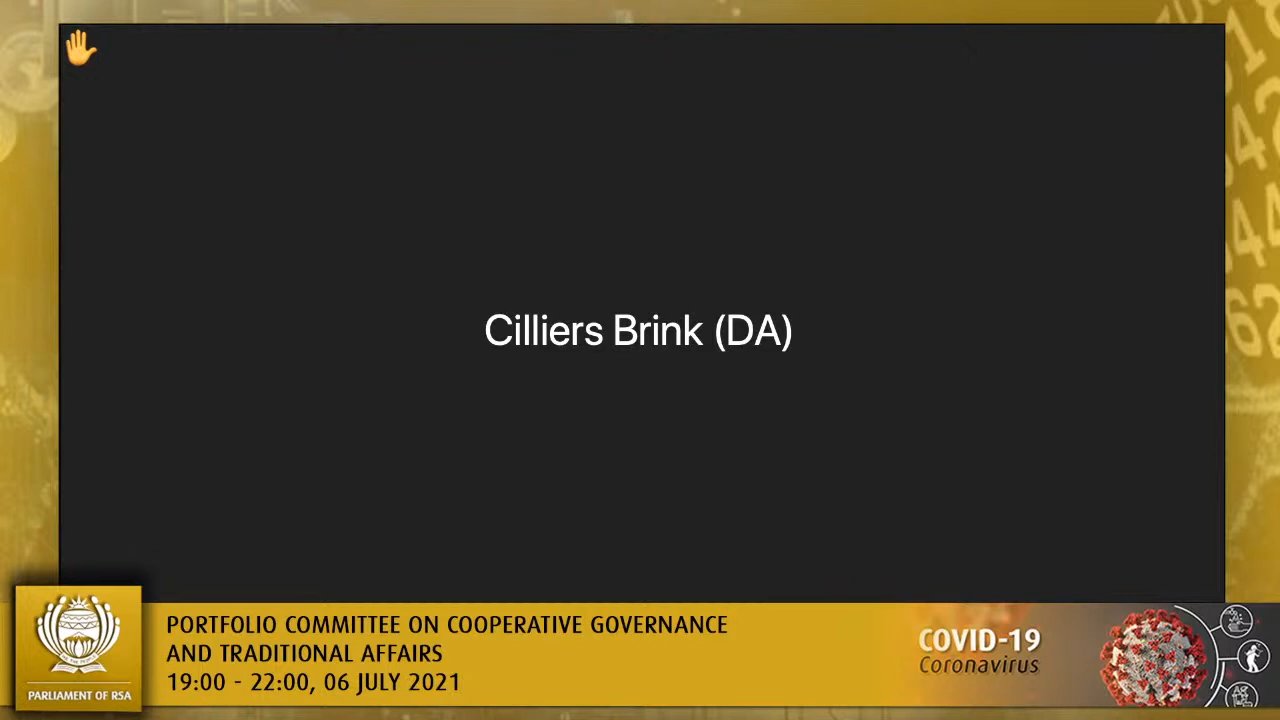 Cilliers Brink (DA)
PORTFOLIO COMMITTEE ON COOPERATIVE GOVERNANCE
AND TRADITIONAL AFFAIRS
19:00 - 22:00, 06 JULY 2021
PARLIAMENT OF RSA
COVID-19
Coronavirus